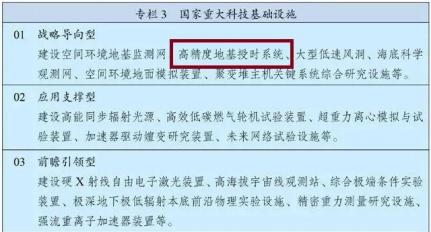 专栏 3 国家重大科技基础设施
01 战略导向型
建设空间环境地基监测网、高精度地基授时系统、大型低速风洞、海底科学
观测网、空间环境地面模拟装置、聚变堆主机关键系统综合研究设施等。
02 应用支撑型
建设高能同步辐射光源、高效低碳燃气轮机试验装置、超重力离心模拟与试
验装置、加速器驱动嬗变研究装置、未来网络试验设施等。
03 前瞻引领型
建设硬 X 射线自由电子激光装置、高海拔宇宙线观测站、综合极端条件实验
装置、极深地下极低辐射本底前沿物理实验设施、精密重力测量研究设施、
强流重离子加速器装置等。